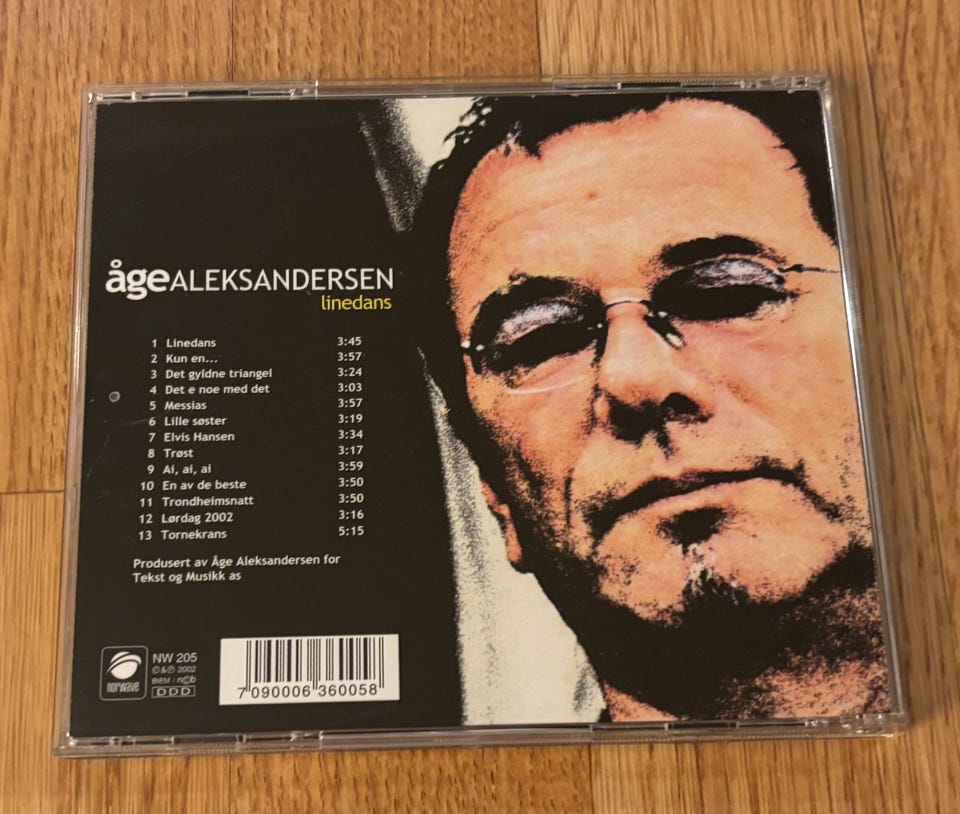 åge ALEKSANDERSEN
linedans
1 Linedans 3:45
2 Kun en... 3:57
3 Det gyldne triangel 3:24
4 Det e noe med det 3:03
5 Messias 3:57
6 Lille søster 3:19
7 Elvis Hansen 3:34
8 Trøst 3:17
9 Ai, ai, ai 3:59
10 En av de beste 3:50
11 Trondheimsnatt 3:50
12 Lørdag 2002 3:16
13 Tornekrans 5:15
Produsert av Åge Aleksandersen for
Tekst og Musikk as
norwave
NW 205
©&℗ 2002
BIEM / n©b
DDD
7 090006 360058